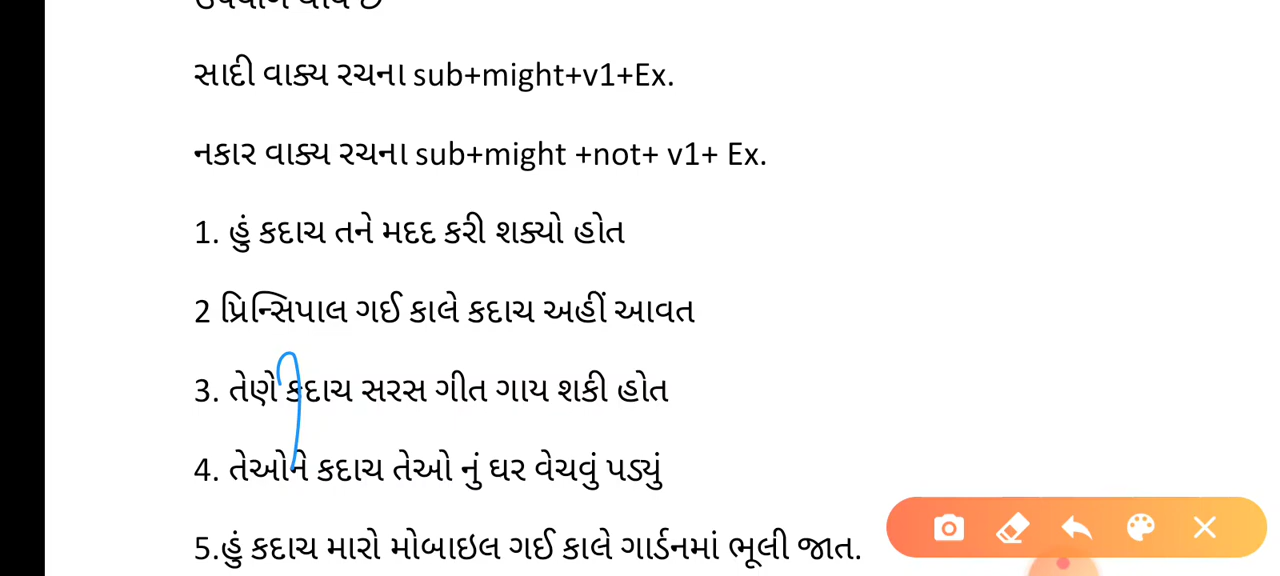 ઉપયોગ થાય છે
સાદી વાક્ય રચના sub+might+v1+Ex.
નકાર વાક્ય રચના sub+might +not+ v1+ Ex.
1. હું કદાચ તને મદદ કરી શક્યો હોત
2 પ્રિન્સિપાલ ગઈ કાલે કદાચ અહીં આવત
3. તેણે કદાચ સરસ ગીત ગાય શકી હોત
4. તેઓને કદાચ તેઓ નું ઘર વેચવું પડ્યું
5.હું કદાચ મારો મોબાઇલ ગઈ કાલે ગાર્ડનમાં ભૂલી જાત.